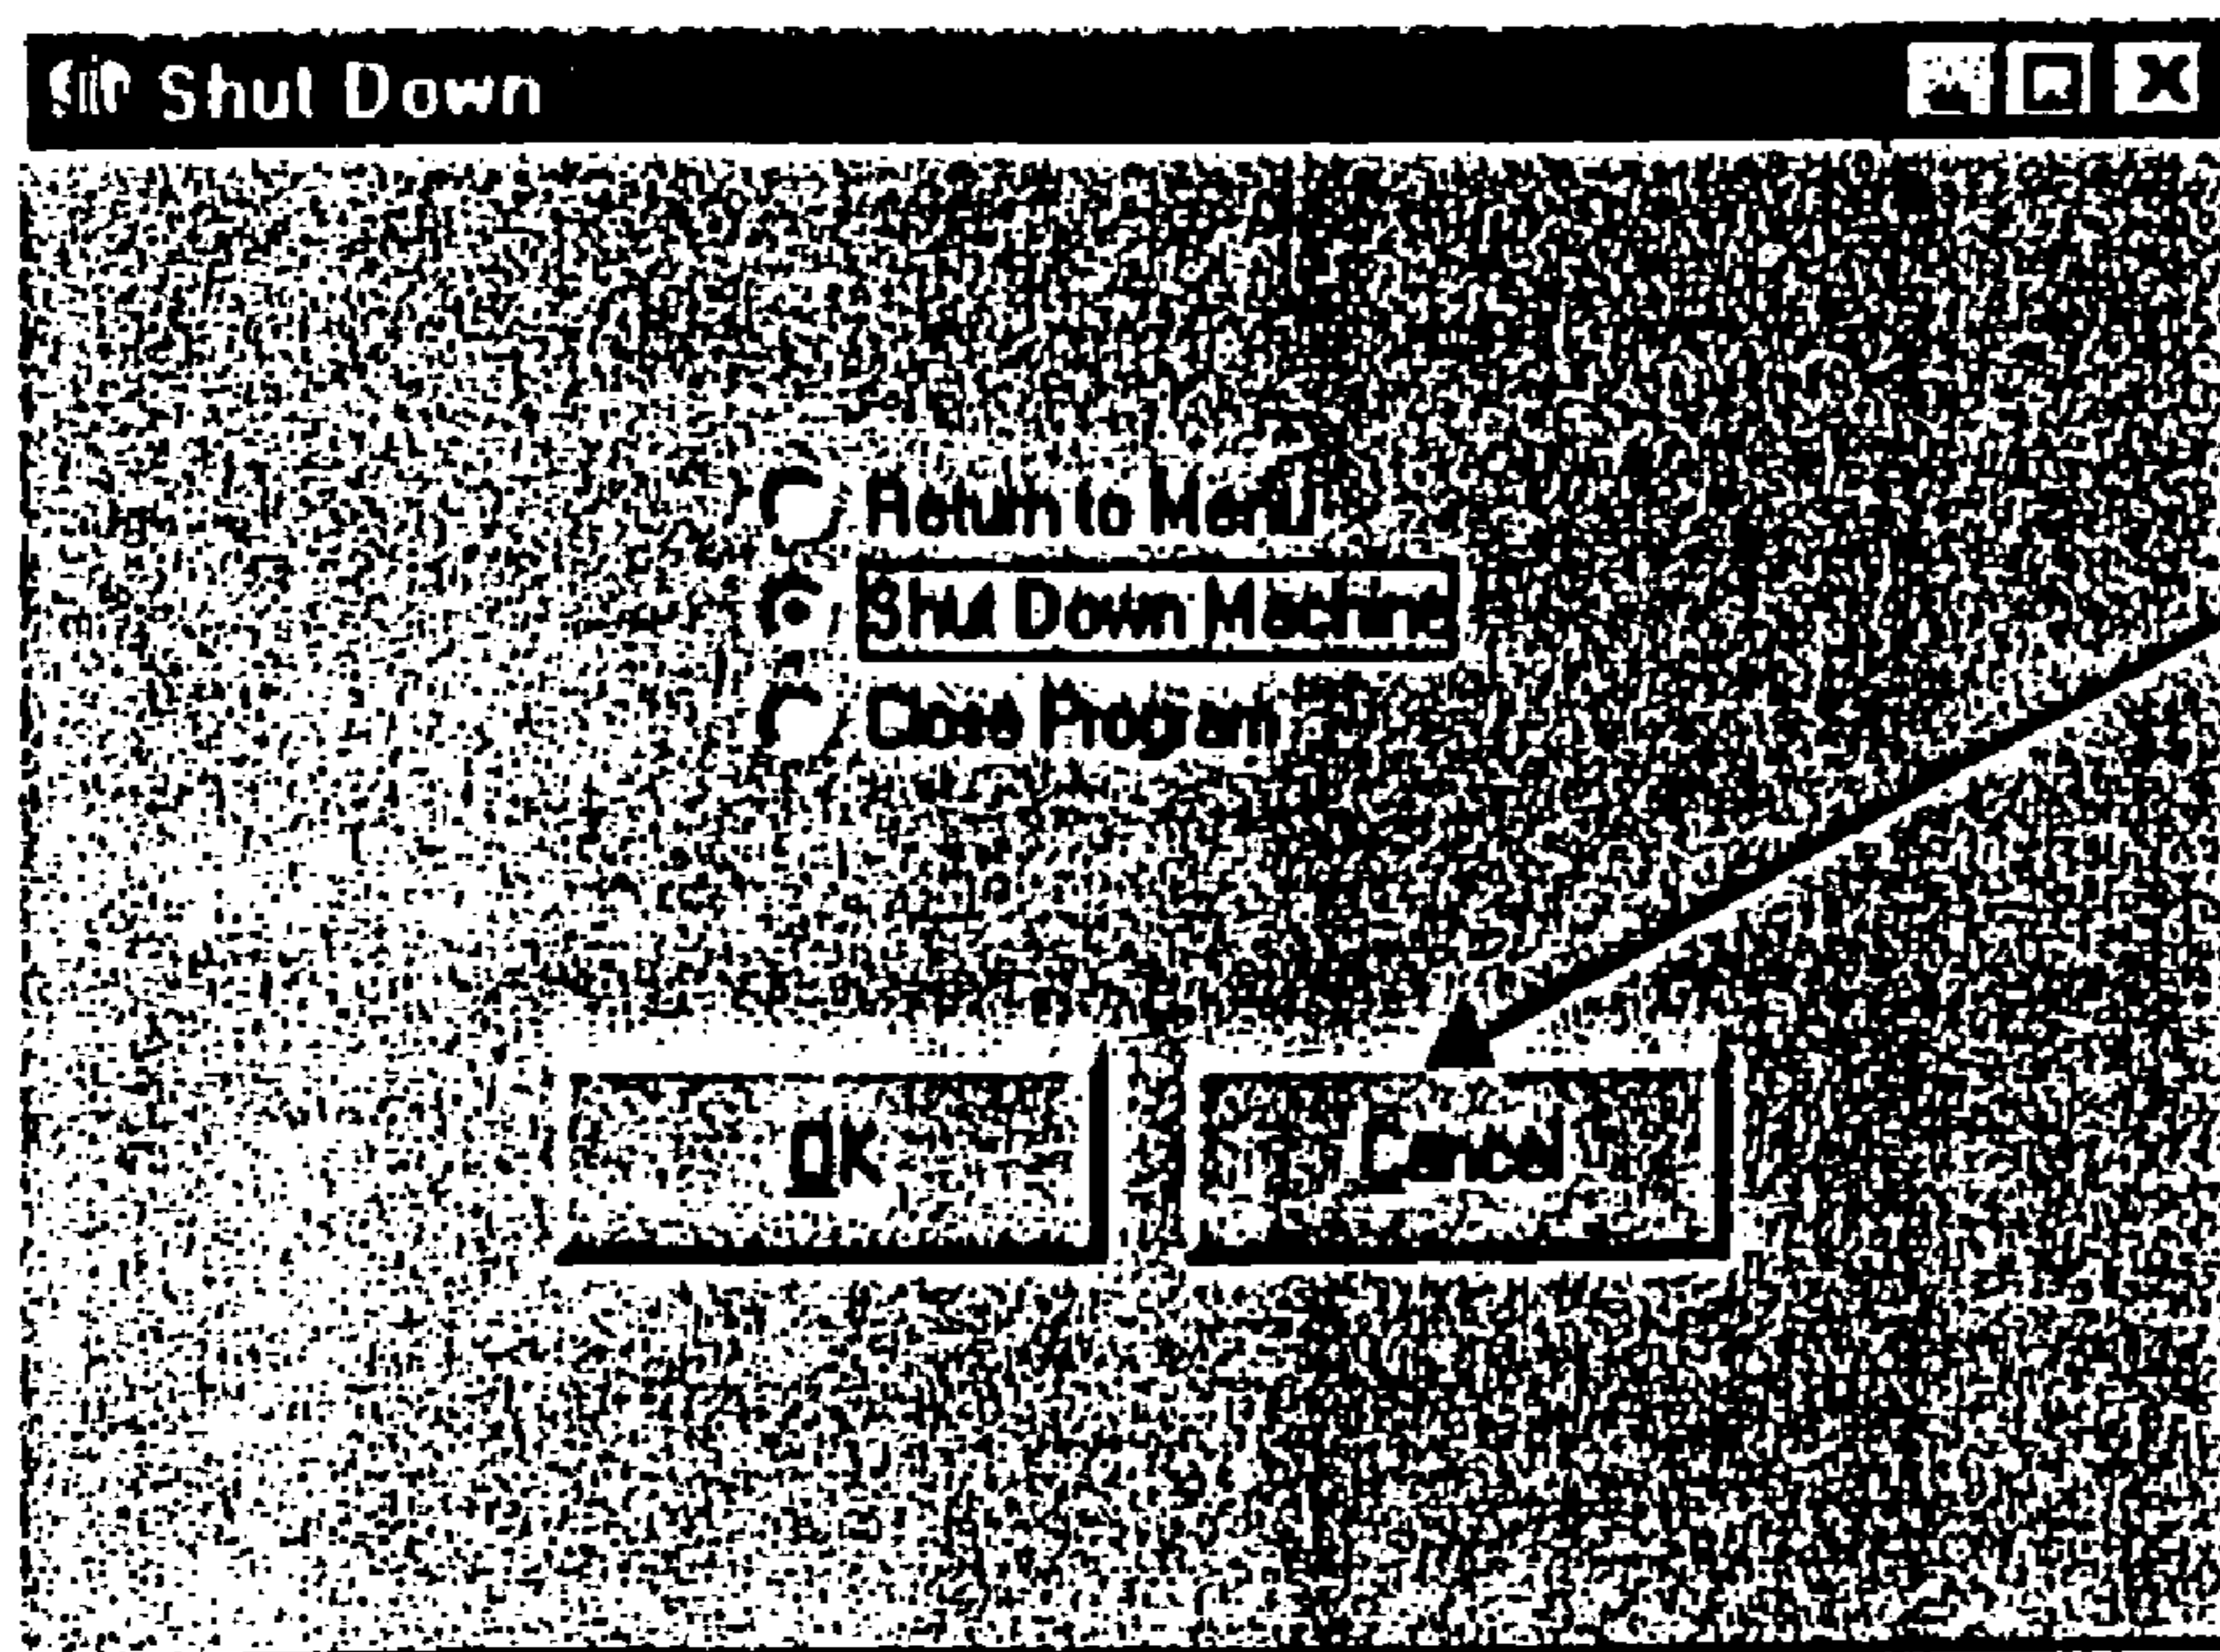 Shut Down
Return to Menu
Shut Down Machine
Close Program
OK
Cancel